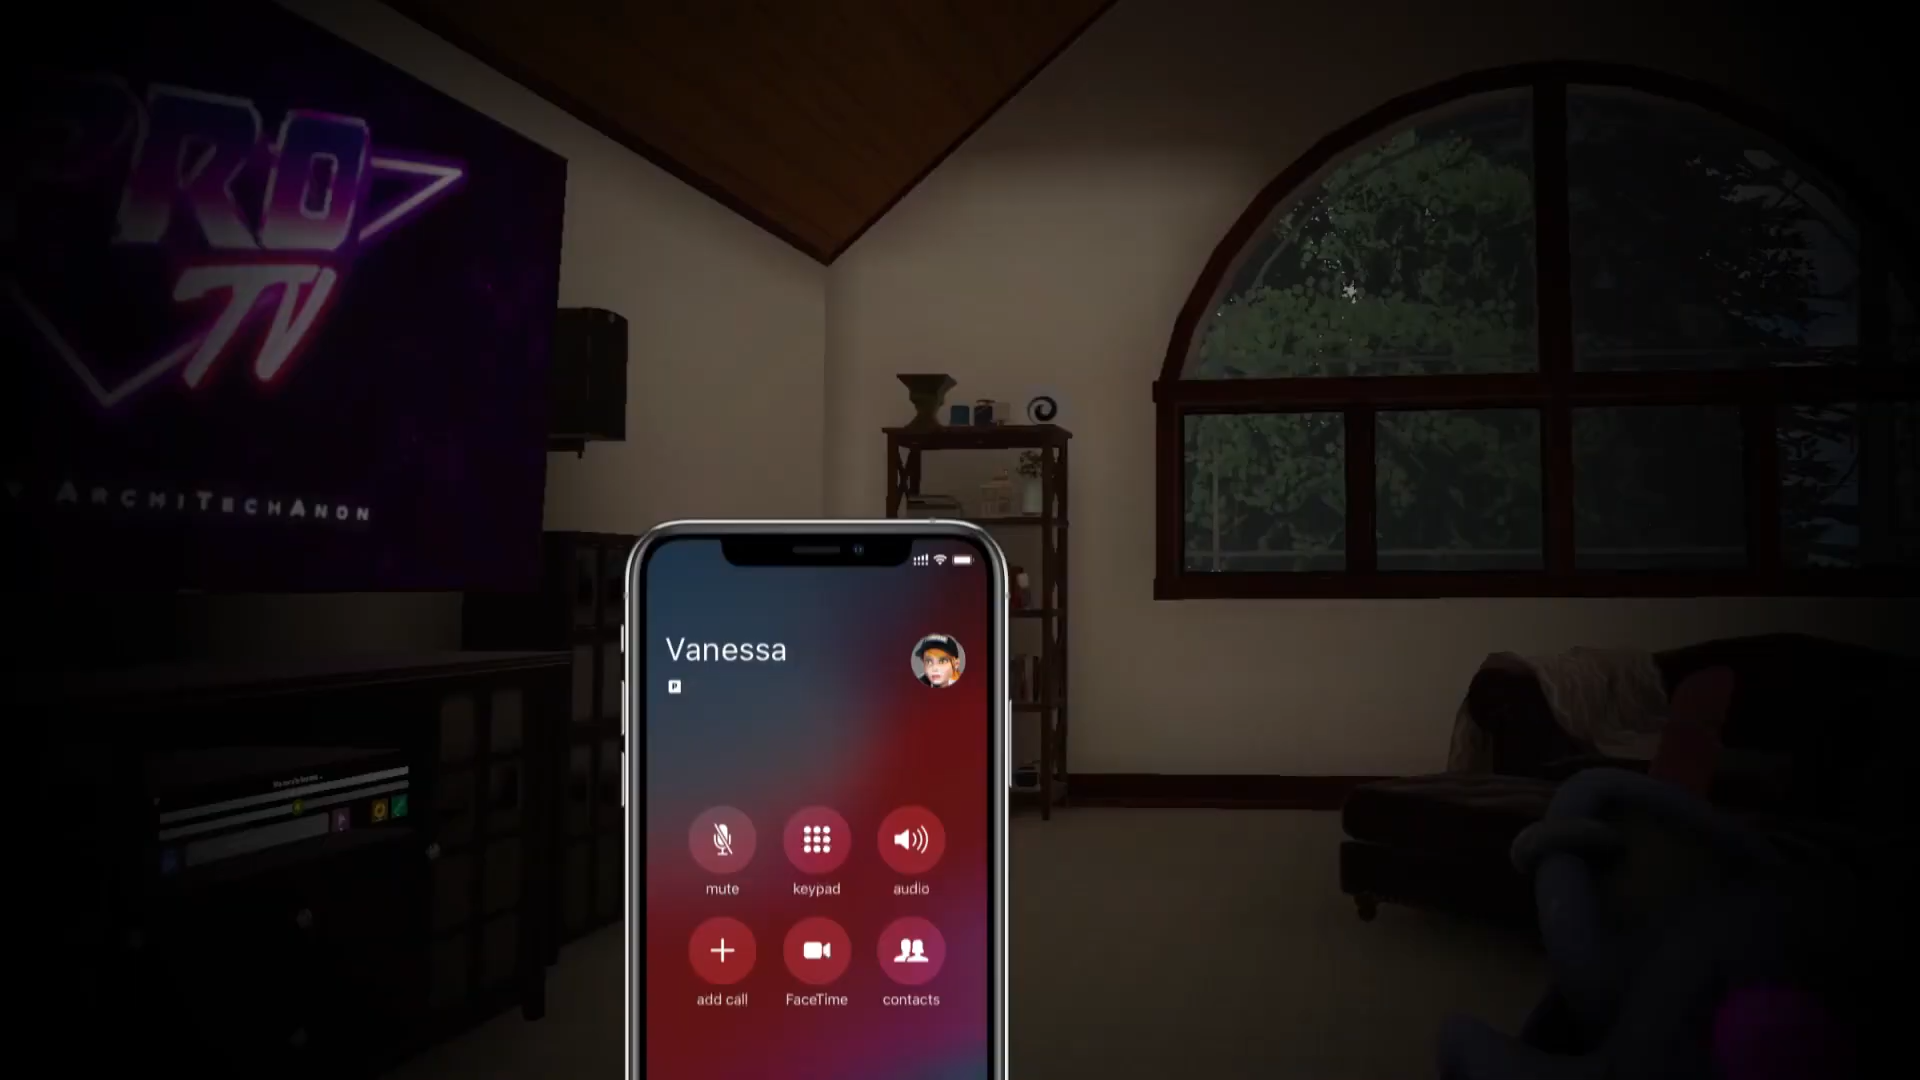 PRO
TV
ArchiTechAnon
Vanessa
P
mute
keypad
audio
add call
FaceTime
contacts